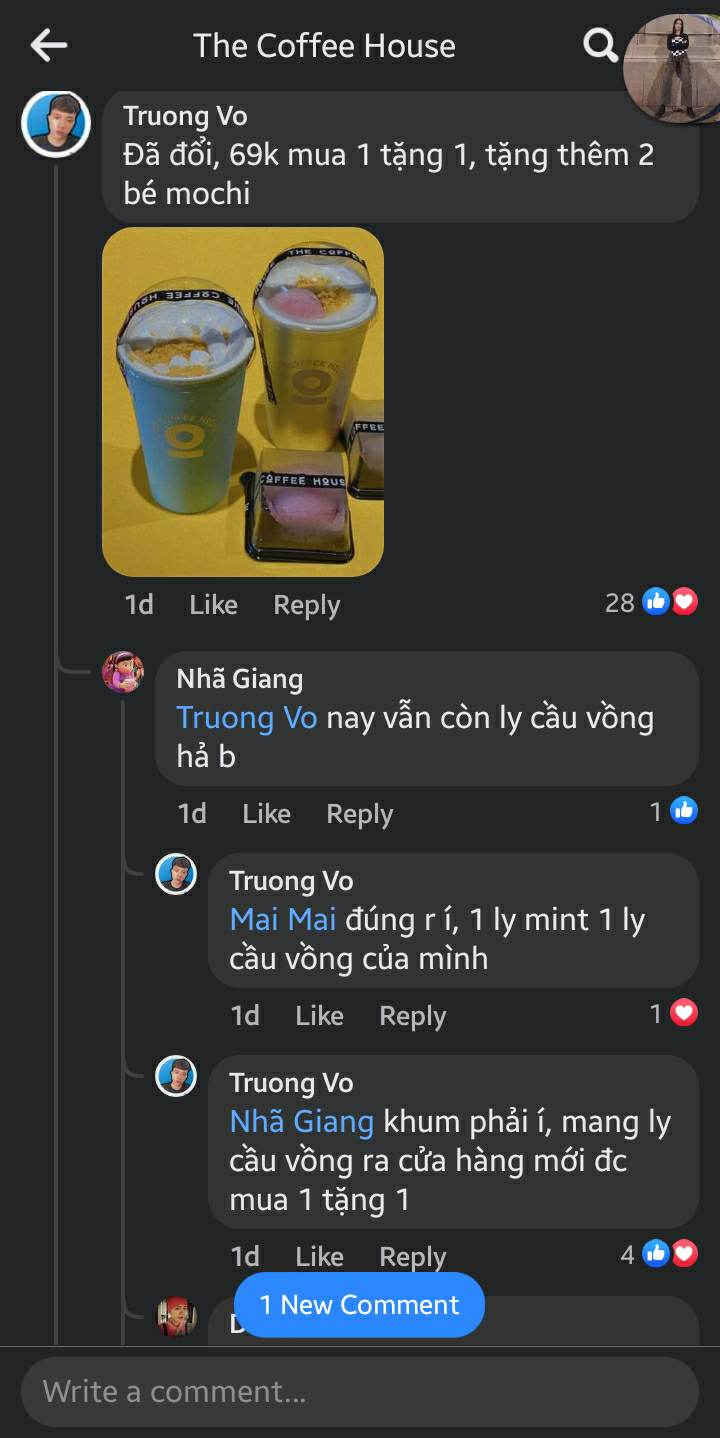 The Coffee House
Truong Vo
Đã đổi, 69k mua 1 tặng 1, tặng thêm 2
bé mochi
THE COFFE
COFFEE HOUSE
COFFEE HOUSE
COFFEE HOU
FFEE
COFFEE HOUS
1d Like Reply 28
Nhã Giang
Truong Vo nay vẫn còn ly cầu vồng
hả b
1d Like Reply 1
Truong Vo
Mai Mai đúng r í, 1 ly mint 1 ly
cầu vồng của mình
1d Like Reply 1
Truong Vo
Nhã Giang khum phải í, mang ly
cầu vồng ra cửa hàng mới đc
mua 1 tặng 1
1d Like Reply 4
1 New Comment
Write a comment...